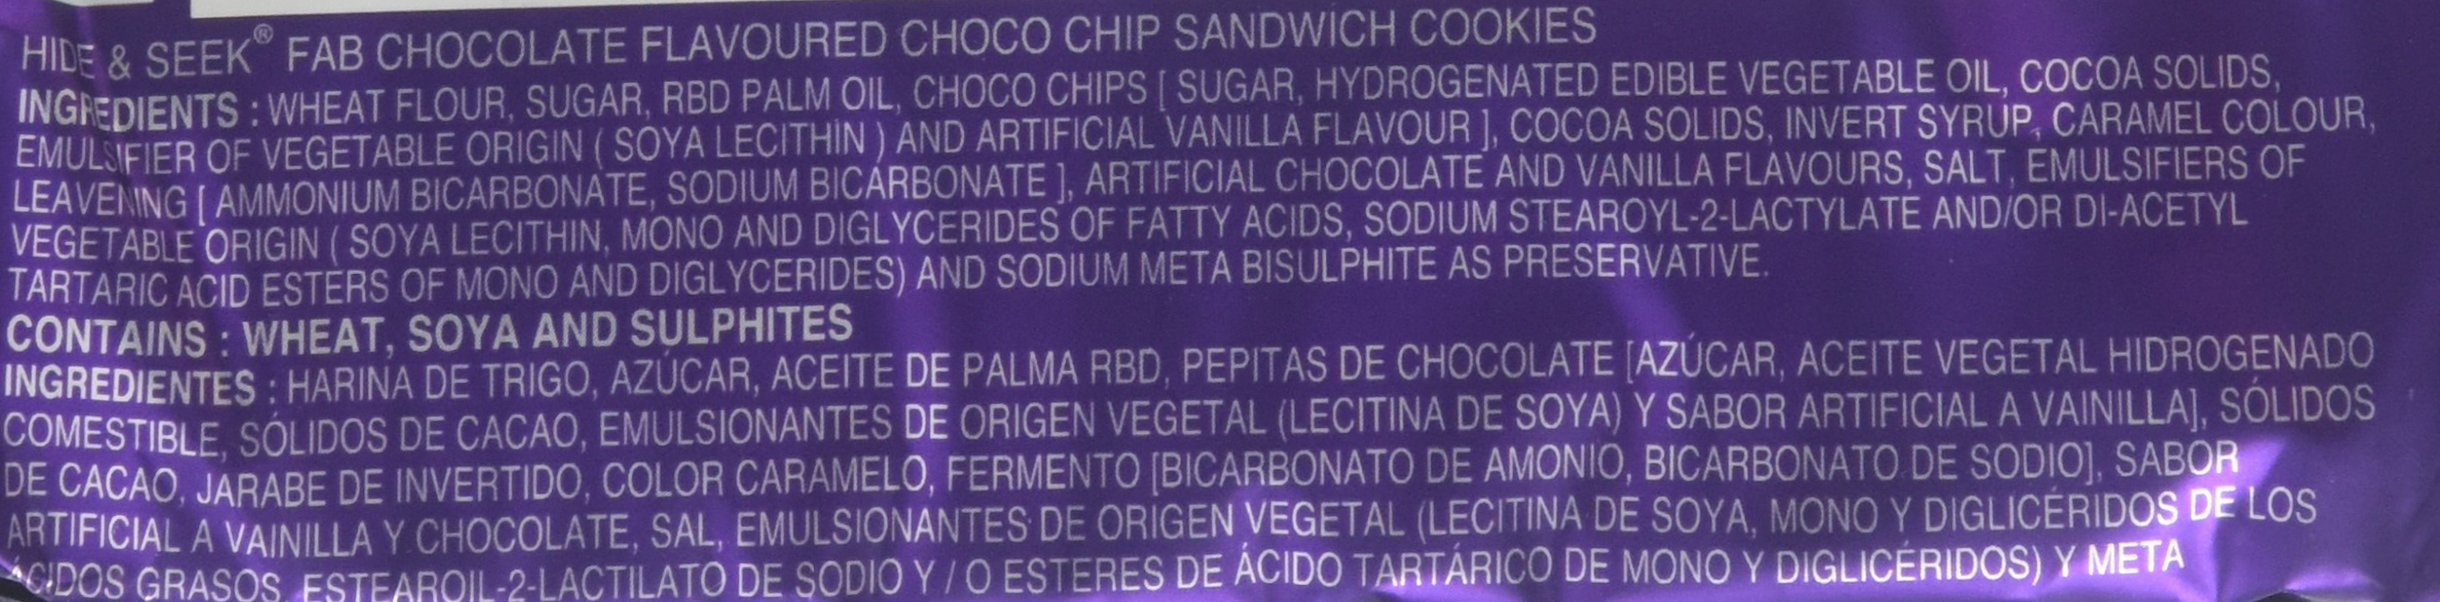 HIDE & SEEK® FAB CHOCOLATE FLAVOURED CHOCO CHIP SANDWICH COOKIES
INGREDIENTS : WHEAT FLOUR, SUGAR, RBD PALM OIL, CHOCO CHIPS [ SUGAR, HYDROGENATED EDIBLE VEGETABLE OIL, COCOA SOLIDS,
EMULSIFIER OF VEGETABLE ORIGIN ( SOYA LECITHIN ) AND ARTIFICIAL VANILLA FLAVOUR ], COCOA SOLIDS, INVERT SYRUP, CARAMEL COLOUR,
LEAVENING [ AMMONIUM BICARBONATE, SODIUM BICARBONATE ], ARTIFICIAL CHOCOLATE AND VANILLA FLAVOURS, SALT, EMULSIFIERS OF
VEGETABLE ORIGIN ( SOYA LECITHIN, MONO AND DIGLYCERIDES OF FATTY ACIDS, SODIUM STEAROYL-2-LACTYLATE AND/OR DI-ACETYL
TARTARIC ACID ESTERS OF MONO AND DIGLYCERIDES) AND SODIUM META BISULPHITE AS PRESERVATIVE.
CONTAINS : WHEAT, SOYA AND SULPHITES
INGREDIENTES : HARINA DE TRIGO, AZÚCAR, ACEITE DE PALMA RBD, PEPITAS DE CHOCOLATE [AZÚCAR, ACEITE VEGETAL HIDROGENADO
COMESTIBLE, SÓLIDOS DE CACAO, EMULSIONANTES DE ORIGEN VEGETAL (LECITINA DE SOYA) Y SABOR ARTIFICIAL A VAINILLA], SÓLIDOS
DE CACAO, JARABE DE INVERTIDO, COLOR CARAMELO, FERMENTO [BICARBONATO DE AMONIO, BICARBONATO DE SODIO], SABOR
ARTIFICIAL A VAINILLA Y CHOCOLATE, SAL, EMULSIONANTES DE ORIGEN VEGETAL (LECITINA DE SOYA, MONO Y DIGLICÉRIDOS DE LOS
ÁCIDOS GRASOS, ESTEAROIL-2-LACTILATO DE SODIO Y / O ESTERES DE ÁCIDO TARTÁRICO DE MONO Y DIGLICÉRIDOS) Y META